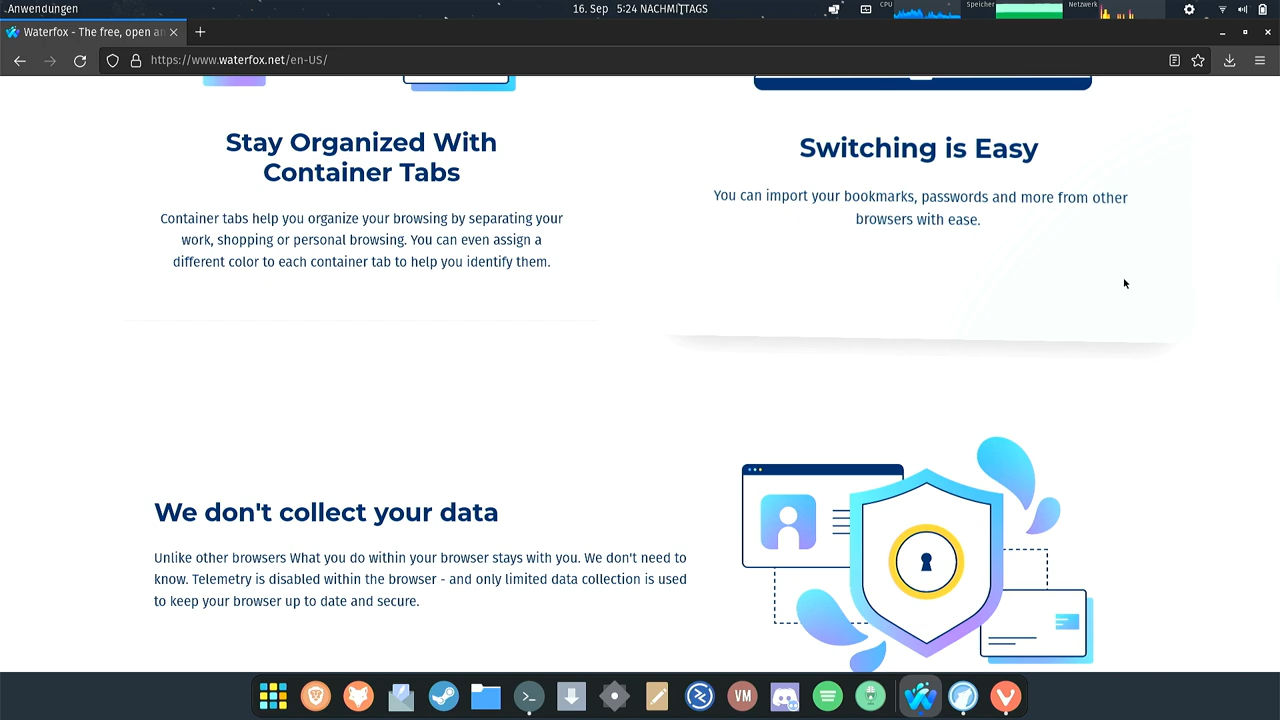 Anwendungen
16. Sep 5:24 NACHMITTAGS
CPU
Speicher
Netzwerk
Waterfox - The free, open an
https://www.waterfox.net/en-US/
Stay Organized With
Container Tabs
Container tabs help you organize your browsing by separating your
work, shopping or personal browsing. You can even assign a
different color to each container tab to help you identify them.
Switching is Easy
You can import your bookmarks, passwords and more from other
browsers with ease.
We don't collect your data
Unlike other browsers What you do within your browser stays with you. We don't need to
know. Telemetry is disabled within the browser - and only limited data collection is used
to keep your browser up to date and secure.
VM